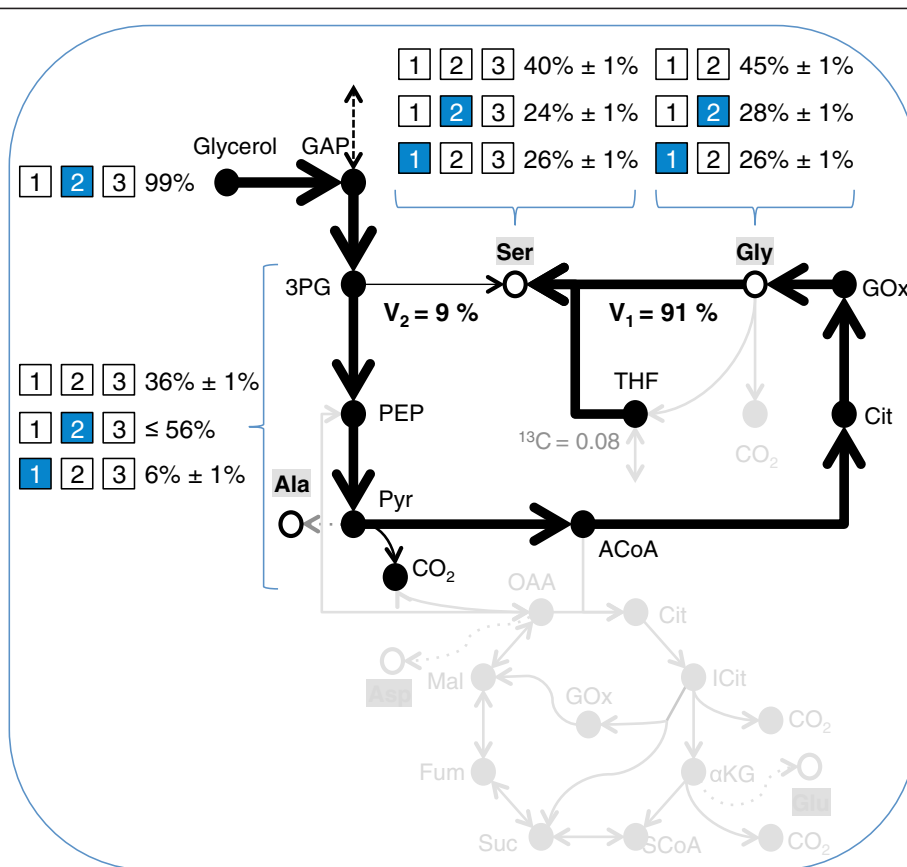 1 2 3 40% ± 1%
1 2 45% ± 1%
1 2 3 24% ± 1%
1 2 28% ± 1%
1 2 3 26% ± 1%
1 2 26% ± 1%
Glycerol
GAP
1 2 3 99%
Ser
Gly
3PG
GOx
V2 = 9 %
V1 = 91 %
1 2 3 36% ± 1%
1 2 3 ≤ 56%
1 2 3 6% ± 1%
PEP
THF
13C = 0.08
CO2
Cit
Ala
Pyr
ACoA
CO2
OAA
Cit
Asp
Mal
GOx
ICit
CO2
Fum
αKG
Glu
Suc
SCoA
CO2